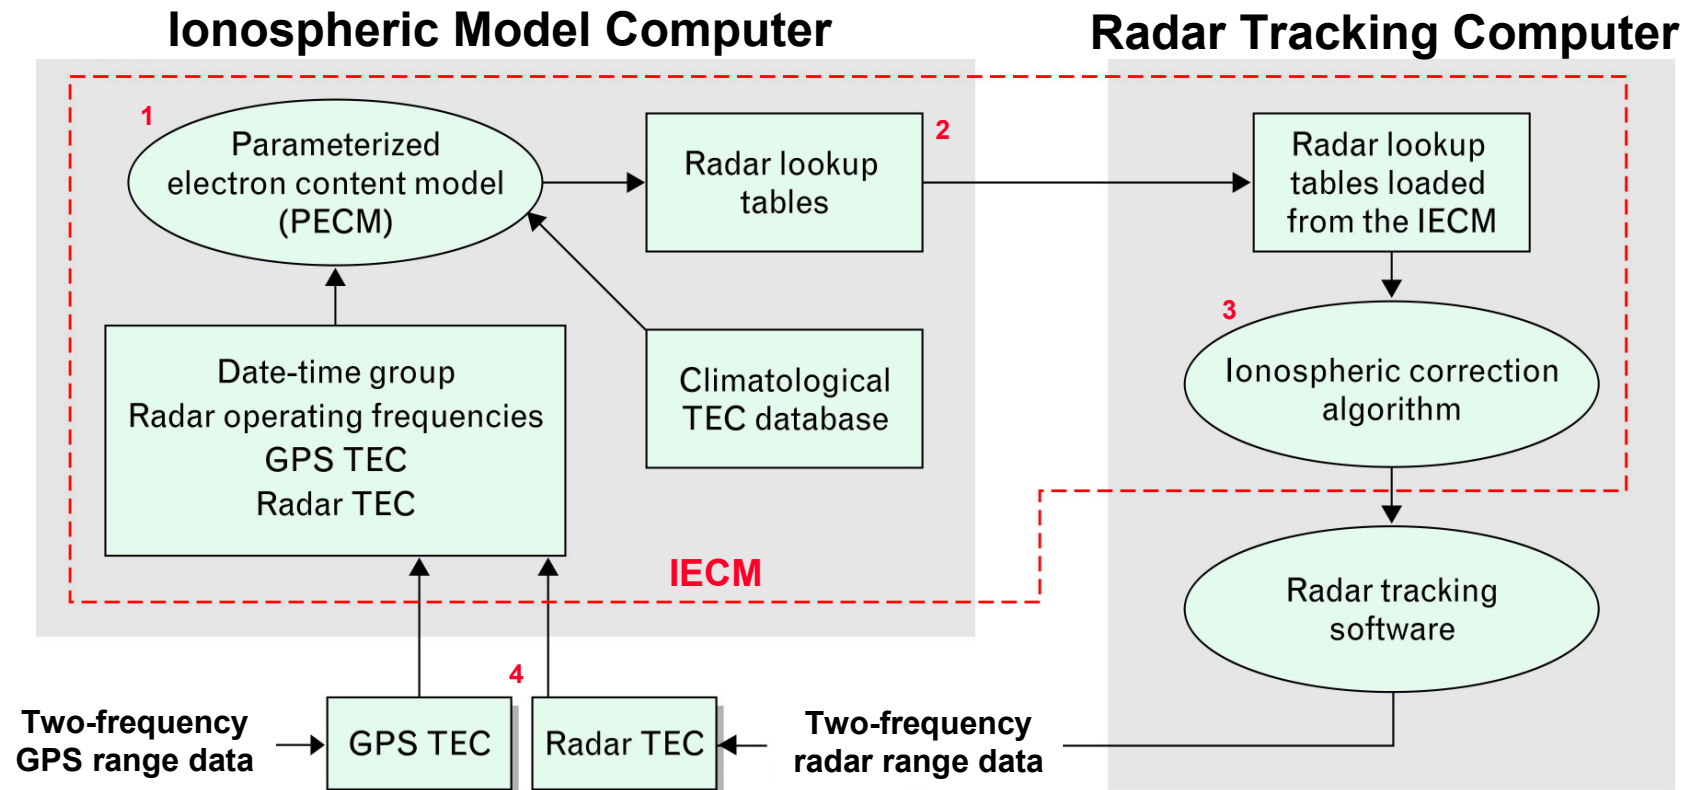 Ionospheric Model Computer
Radar Tracking Computer
1
Parameterized
electron content model
(PECM)
Radar lookup
tables
2
Radar lookup
tables loaded
from the IECM
3
Ionospheric correction
algorithm
Date-time group
Radar operating frequencies
GPS TEC
Radar TEC
Climatological
TEC database
IECM
Radar tracking
software
4
Two-frequency
GPS range data
GPS TEC
Radar TEC
Two-frequency
radar range data